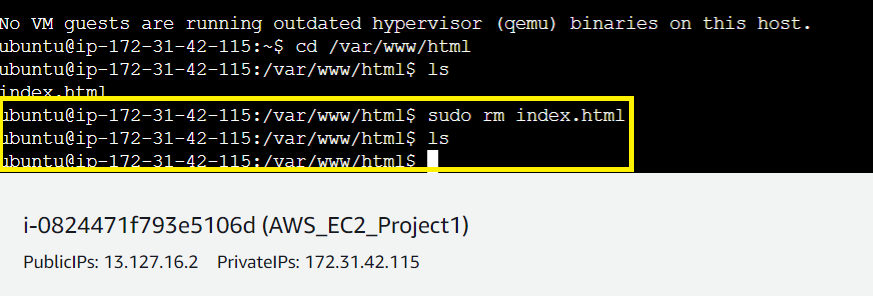 No VM guests are running outdated hypervisor (qemu) binaries on this host.
ubuntu@ip-172-31-42-115:~$ cd /var/www/html
ubuntu@ip-172-31-42-115:/var/www/html$ ls
index.html
ubuntu@ip-172-31-42-115:/var/www/html$ sudo rm index.html
ubuntu@ip-172-31-42-115:/var/www/html$ ls
ubuntu@ip-172-31-42-115:/var/www/html$
i-0824471f793e5106d (AWS_EC2_Project1)
PublicIPs: 13.127.16.2 PrivateIPs: 172.31.42.115